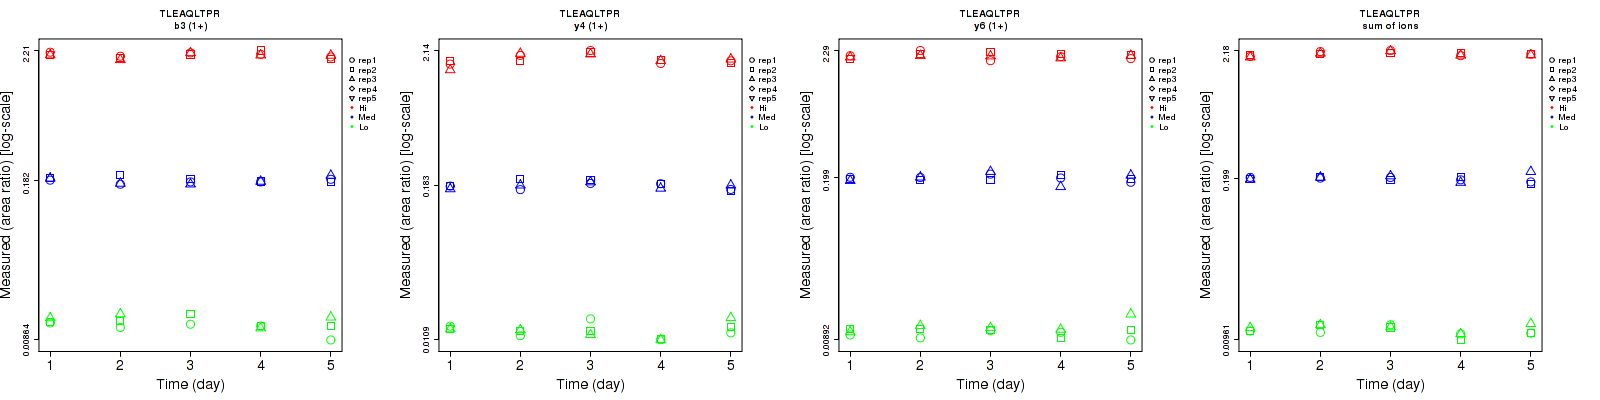 TLEAQLTPR
b3 (1+)
Measured (area ratio) [log-scale]
2.21
0.182
0.00864
1 2 3 4 5
Time (day)
rep1
rep2
rep3
rep4
rep5
Hi
Med
Lo
TLEAQLTPR
y4 (1+)
Measured (area ratio) [log-scale]
2.14
0.183
0.0109
1 2 3 4 5
Time (day)
rep1
rep2
rep3
rep4
rep5
Hi
Med
Lo
TLEAQLTPR
y6 (1+)
Measured (area ratio) [log-scale]
2.29
0.199
0.00892
1 2 3 4 5
Time (day)
rep1
rep2
rep3
rep4
rep5
Hi
Med
Lo
TLEAQLTPR
sum of ions
Measured (area ratio) [log-scale]
2.18
0.199
0.00961
1 2 3 4 5
Time (day)
rep1
rep2
rep3
rep4
rep5
Hi
Med
Lo